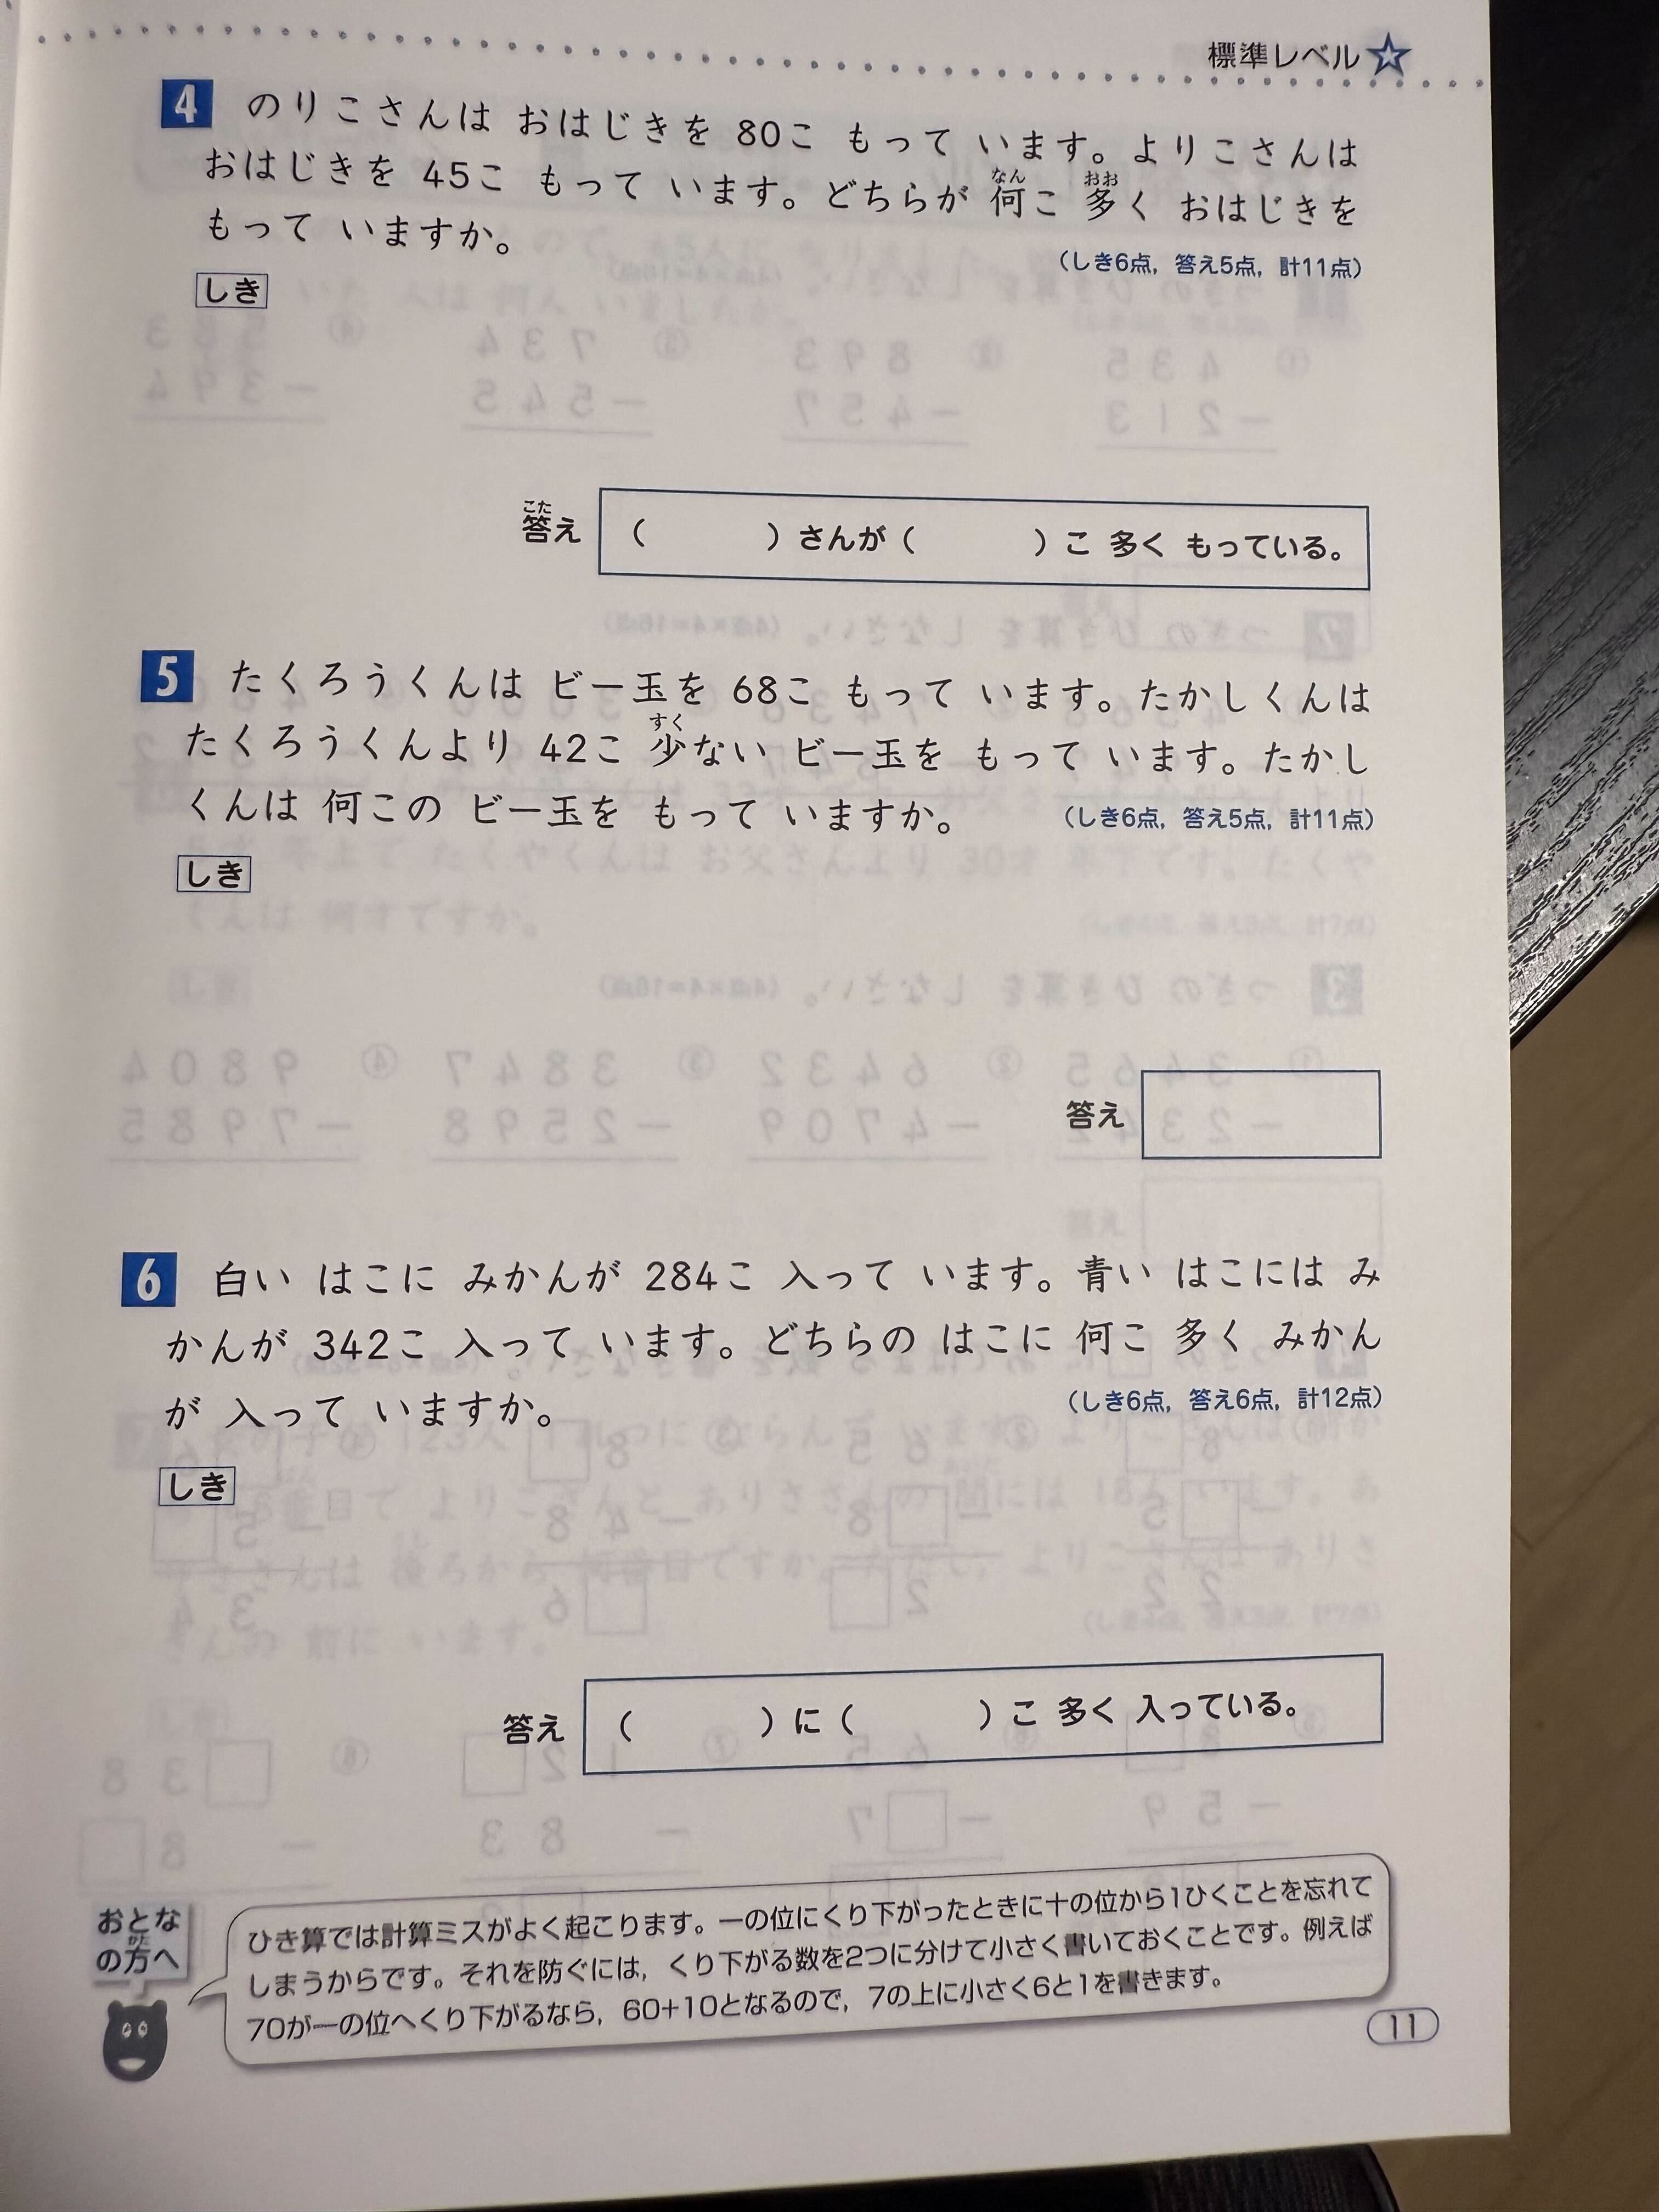 標準レベル
4 のりこさんは おはじきを 80こ もって います。よりこさんは
おはじきを 45こ もって います。どちらが 何こ 多く おはじきを
もって いますか。
(しき6点, 答え5点, 計11点)
しき
答え ( )さんが( )こ 多く もっている。
5 たくろうくんは ビー玉を 68こ もって います。たかしくんは
たくろうくんより 42こ 少ない ビー玉を もって います。たかし
くんは 何この ビー玉を もって いますか。
(しき6点, 答え5点, 計11点)
しき
答え
6 白い はこに みかんが 284こ 入って います。青い はこには み
かんが 342こ 入って います。どちらの はこに 何こ 多く みかん
が 入って いますか。
(しき6点, 答え6点, 計12点)
しき
答え ( )に( )こ 多く 入っている。
おとな
の方へ
ひき算では計算ミスがよく起こります。一の位にくり下がったときに十の位から1ひくことを忘れて
しまうからです。それを防ぐには, くり下がる数を2つに分けて小さく書いておくことです。例えば
70が一の位へくり下がるなら, 60+10となるので, 7の上に小さく6と1を書きます。
11